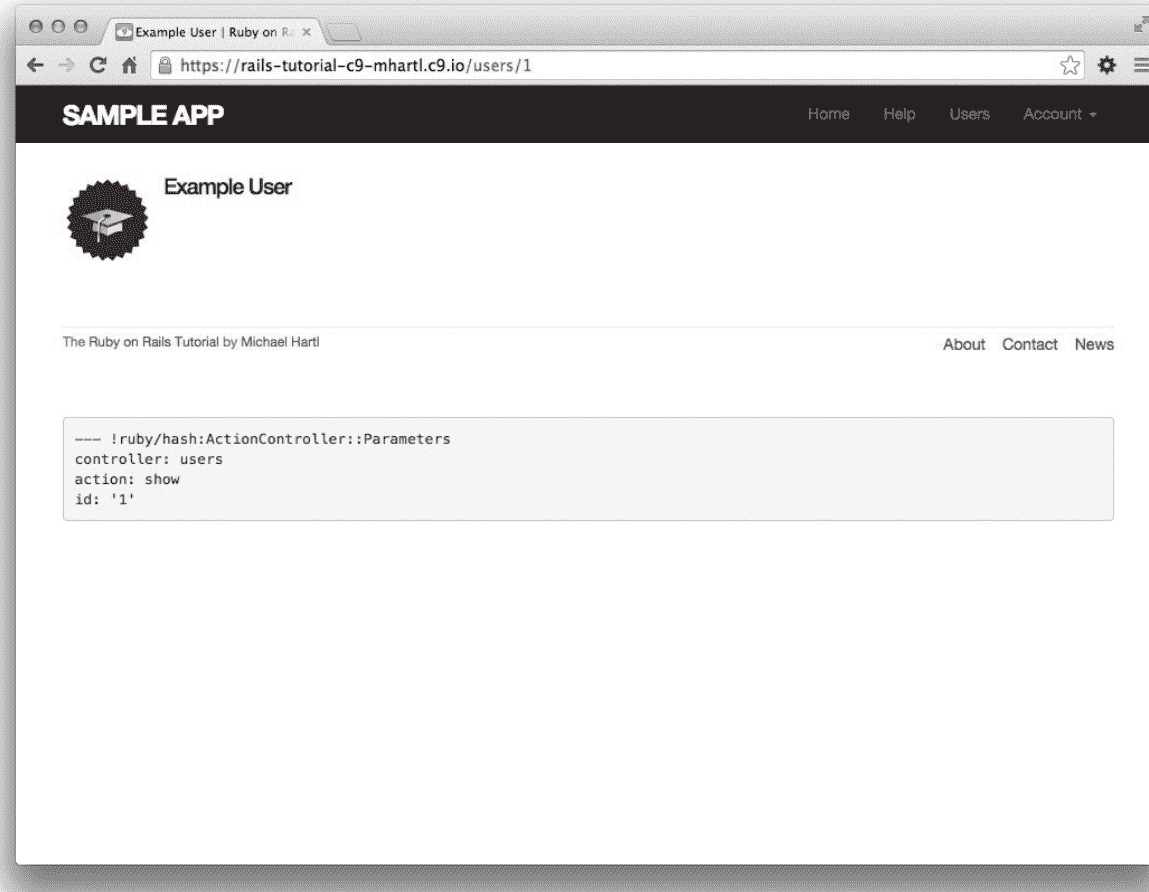 Example User | Ruby on Ra
https://rails-tutorial-c9-mhartl.c9.io/users/1
SAMPLE APP
Home Help Users Account
Example User
The Ruby on Rails Tutorial by Michael Hartl
About Contact News
--- !ruby/hash:ActionController::Parameters
controller: users
action: show
id: '1'